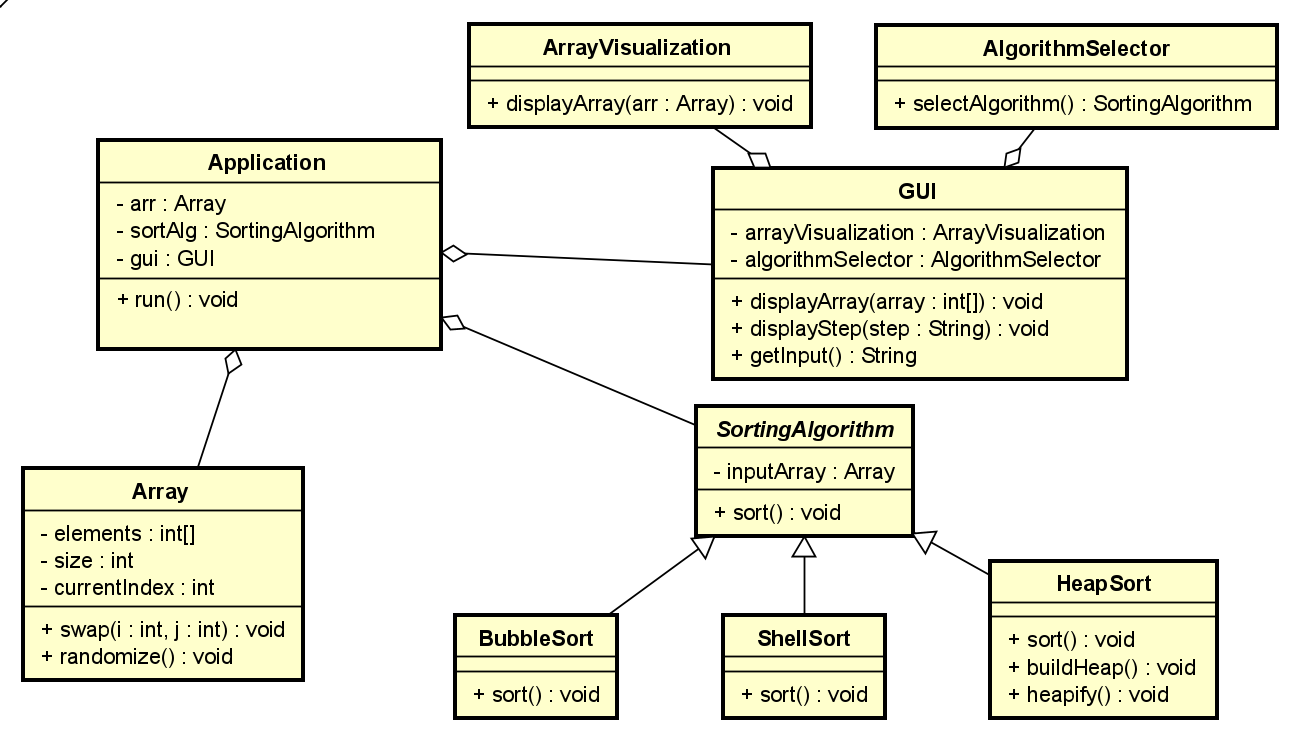 ArrayVisualization
+ displayArray(arr : Array) : void
AlgorithmSelector
+ selectAlgorithm() : SortingAlgorithm
Application
- arr : Array
- sortAlg : SortingAlgorithm
- gui : GUI
+ run() : void
GUI
- arrayVisualization : ArrayVisualization
- algorithmSelector : AlgorithmSelector
+ displayArray(array : int[]) : void
+ displayStep(step : String) : void
+ getInput() : String
SortingAlgorithm
- inputArray : Array
+ sort() : void
Array
- elements : int[]
- size : int
- currentIndex : int
+ swap(i : int, j : int) : void
+ randomize() : void
BubbleSort
+ sort() : void
ShellSort
+ sort() : void
HeapSort
+ sort() : void
+ buildHeap() : void
+ heapify() : void